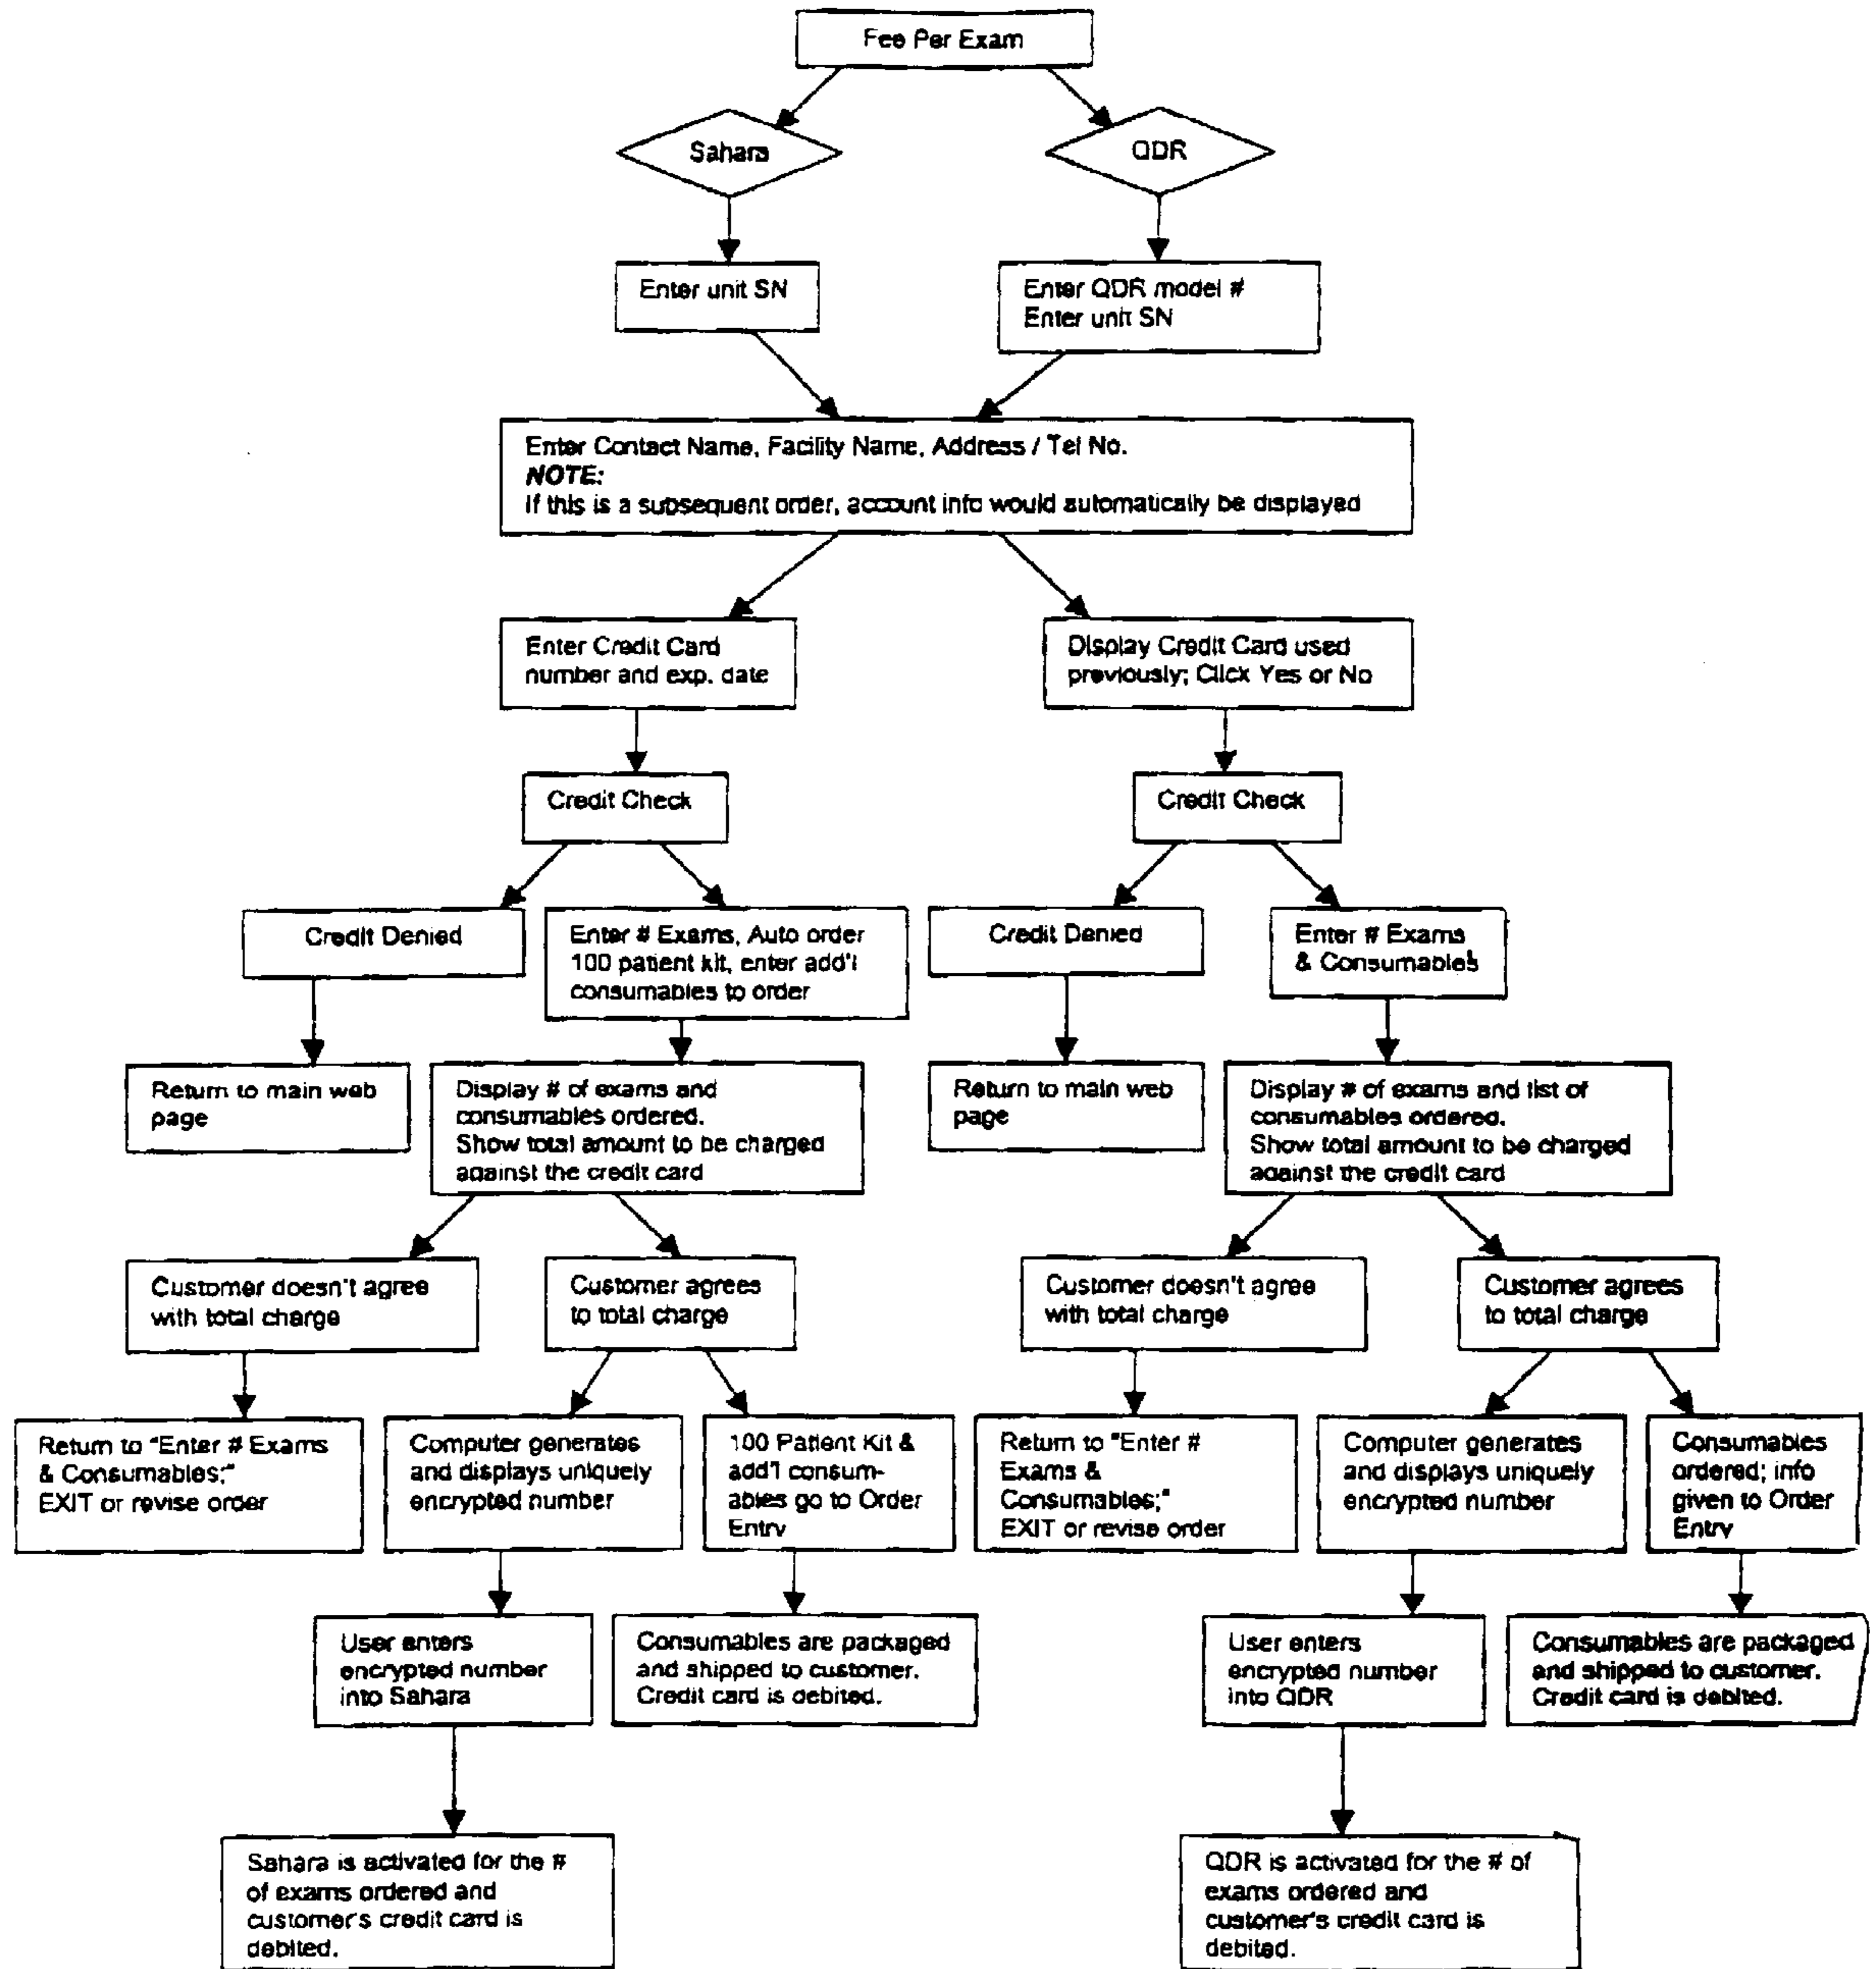 Fee Per Exam
Sahara
QDR
Enter unit SN
Enter QDR model #
Enter unit SN
Enter Contact Name, Facility Name, Address / Tel No.
NOTE:
If this is a subsequent order, account info would automatically be displayed
Enter Credit Card
number and exp. date
Display Credit Card used
previously; Click Yes or No
Credit Check
Credit Check
Credit Denied
Enter # Exams, Auto order
100 patient kit, enter add'l
consumables to order
Credit Denied
Enter # Exams
& Consumables
Return to main web
page
Display # of exams and
consumables ordered.
Show total amount to be charged
against the credit card
Return to main web
page
Display # of exams and list of
consumables ordered.
Show total amount to be charged
against the credit card
Customer doesn't agree
with total charge
Customer agrees
to total charge
Customer doesn't agree
with total charge
Customer agrees
to total charge
Return to "Enter # Exams
& Consumables;"
EXIT or revise order
Computer generates
and displays uniquely
encrypted number
100 Patient Kit &
add'l consum-
ables go to Order
Entry
Return to "Enter #
Exams &
Consumables;"
EXIT or revise order
Computer generates
and displays uniquely
encrypted number
Consumables
ordered; info
given to Order
Entry
User enters
encrypted number
into Sahara
Consumables are packaged
and shipped to customer.
Credit card is debited.
User enters
encrypted number
into QDR
Consumables are packaged
and shipped to customer.
Credit card is debited.
Sahara is activated for the #
of exams ordered and
customer's credit card is
debited.
QDR is activated for the # of
exams ordered and
customer's credit card is
debited.